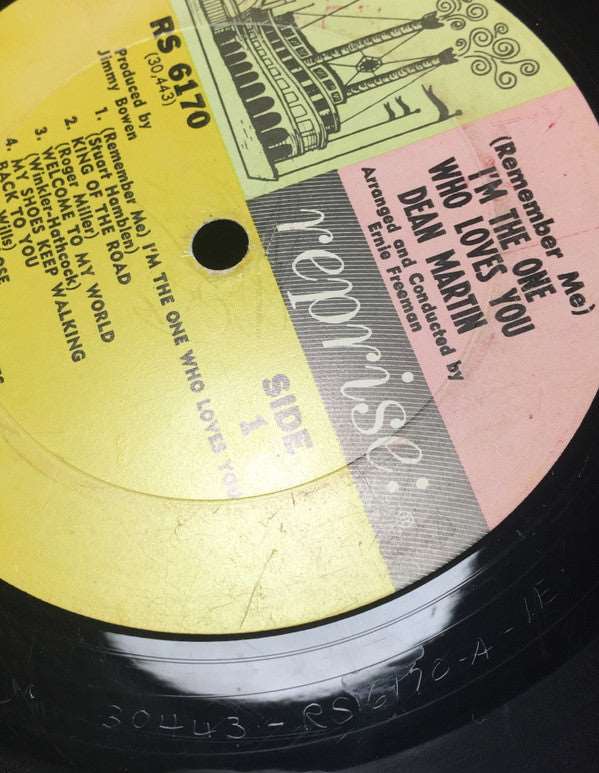 RS 6170
(30,443)
Produced by
Jimmy Bowen
1. (Remember Me) I'M THE ONE WHO LOVES YOU
(Stuart Hamblen)
2. KING OF THE ROAD
(Roger Miller)
3. WELCOME TO MY WORLD
(Winkler-Hathcock)
4. MY SHOES KEEP WALKING
BACK TO YOU
SIDE
1
reprise:
®
(Remember Me)
I'M THE ONE
WHO LOVES YOU
DEAN MARTIN
Arranged and Conducted by
Ernie Freeman
30443-RS6170-A-1E